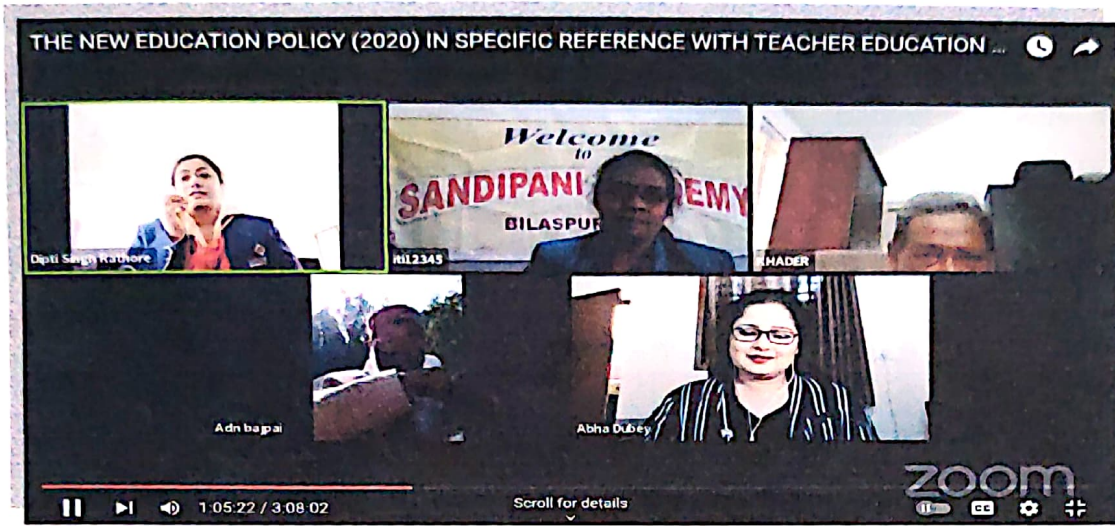 THE NEW EDUCATION POLICY (2020) IN SPECIFIC REFERENCE WITH TEACHER EDUCATION ...
Welcome
to
SANDIPANI EMY
BILASPUR
Dipti Singh Rathore
iti12345
KHADER
Adn bajpai
Abha Dubey
zoom
1:05:22 / 3:08:02
Scroll for details
CC